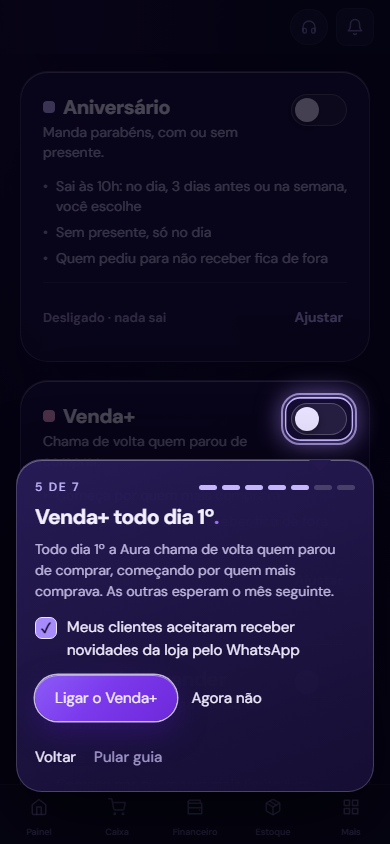 Aniversário
Manda parabéns, com ou sem
presente.
• Sai às 10h: no dia, 3 dias antes ou na semana,
você escolhe
• Sem presente, só no dia
• Quem pediu para não receber fica de fora
Desligado · nada sai
Ajustar
Venda+
Chama de volta quem parou de
5 DE 7
Venda+ todo dia 1º.
Todo dia 1º a Aura chama de volta quem parou
de comprar, começando por quem mais
comprava. As outras esperam o mês seguinte.
Meus clientes aceitaram receber
novidades da loja pelo WhatsApp
Ligar o Venda+
Agora não
Voltar
Pular guia
Painel
Caixa
Financeiro
Estoque
Mais